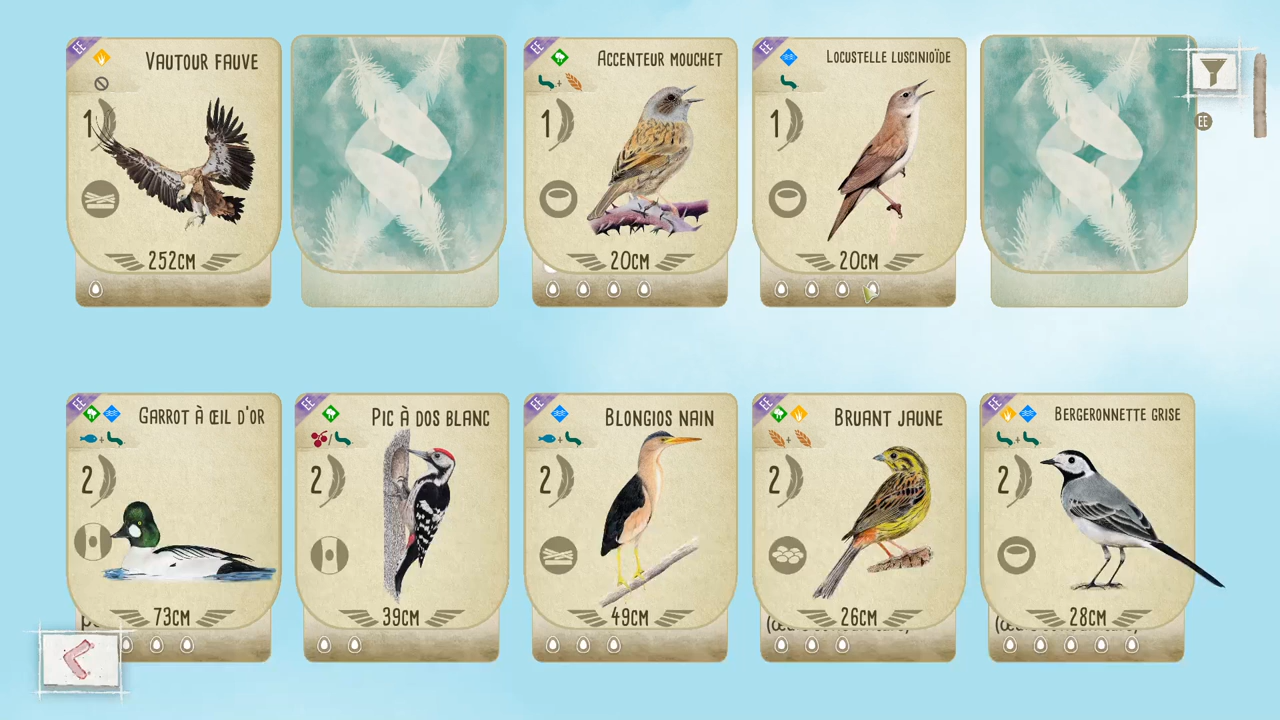 EE
VAUTOUR FAUVE
1
252CM
EE
ACCENTEUR MOUCHET
1
20CM
EE
LOCUSTELLE LUSCINIOÏDE
1
20CM
EE
EE
GARROT À ŒIL D'OR
2
73CM
EE
PIC À DOS BLANC
2
39CM
EE
BLONGIOS NAIN
2
49CM
EE
BRUANT JAUNE
2
26CM
EE
BERGERONNETTE GRISE
2
28CM